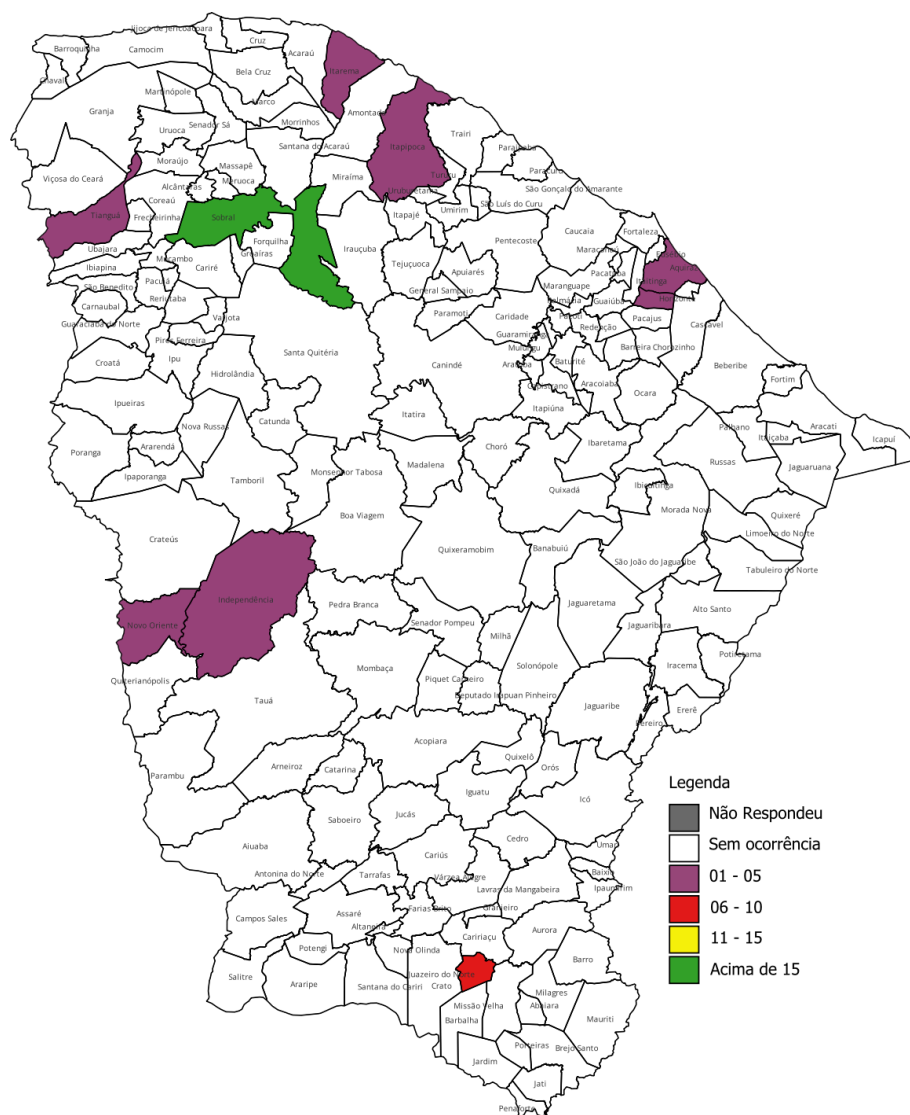 Jijoca de Jericoacoara
Cruz
Barroquinha
Camocim
Acaraú
Itarema
Chaval
Bela Cruz
Martinópole
Marco
Granja
Amontada
Morrinhos
Senador Sá
Uruoca
Trairi
Santana do Acaraú
Itapipoca
Paraipaba
Moraújo
Massapê
Paracuru
Viçosa do Ceará
Miraíma
Tururu
Meruoca
Alcântaras
Uruburetama
São Gonçalo do Amarante
Coreaú
São Luís do Curu
Tianguá
Frecheirinha
Sobral
Itapajé
Umirim
Caucaia
Fortaleza
Forquilha
Pentecoste
Ubajara
Irauçuba
Maracanaú
Eusébio
Groaíras
Mucambo
Tejuçuoca
Apuiarés
Aquiraz
Ibiapina
Cariré
Pacatuba
Itaitinga
São Benedito
Pacujá
Maranguape
General Sampaio
Guaiúba
Horizonte
Reriutaba
Palmácia
Carnaubal
Varjota
Paramoti
Caridade
Pacoti
Pacajus
Guaraciaba do Norte
Redenção
Cascavel
Pires Ferreira
Guaramiranga
Barreira
Chorozinho
Ipu
Santa Quitéria
Mulungu
Croatá
Canindé
Aratuba
Baturité
Beberibe
Hidrolândia
Capistrano
Aracoiaba
Fortim
Ocara
Ipueiras
Itatira
Itapiúna
Catunda
Nova Russas
Palhano
Aracati
Itaiçaba
Icapuí
Ararendá
Choró
Ibaretama
Poranga
Madalena
Russas
Jaguaruana
Monsenhor Tabosa
Ipaporanga
Tamboril
Quixadá
Ibicuitinga
Boa Viagem
Morada Nova
Quixeré
Limoeiro do Norte
Crateús
Quixeramobim
Banabuiú
São João do Jaguaribe
Tabuleiro do Norte
Independência
Pedra Branca
Jaguaretama
Alto Santo
Novo Oriente
Senador Pompeu
Jaguaribara
Milhã
Potiretama
Solonópole
Iracema
Mombaça
Quiterianópolis
Piquet Carneiro
Deputado Irapuan Pinheiro
Tauá
Jaguaribe
Ererê
Pereiro
Acopiara
Quixelô
Arneiroz
Catarina
Orós
Parambu
Legenda
Iguatu
Icó
Não Respondeu
Saboeiro
Jucás
Cedro
Sem ocorrência
Aiuaba
Umari
Cariús
Baixio
01 - 05
Antonina do Norte
Tarrafas
Várzea Alegre
Ipaumirim
Lavras da Mangabeira
06 - 10
Granjeiro
Farias Brito
Assaré
Campos Sales
Altaneira
Aurora
11 - 15
Caririaçu
Potengi
Nova Olinda
Barro
Acima de 15
Salitre
Juazeiro do Norte
Araripe
Santana do Cariri
Crato
Milagres
Missão Velha
Abaiara
Barbalha
Mauriti
Porteiras
Brejo Santo
Jardim
Jati
Penaforte